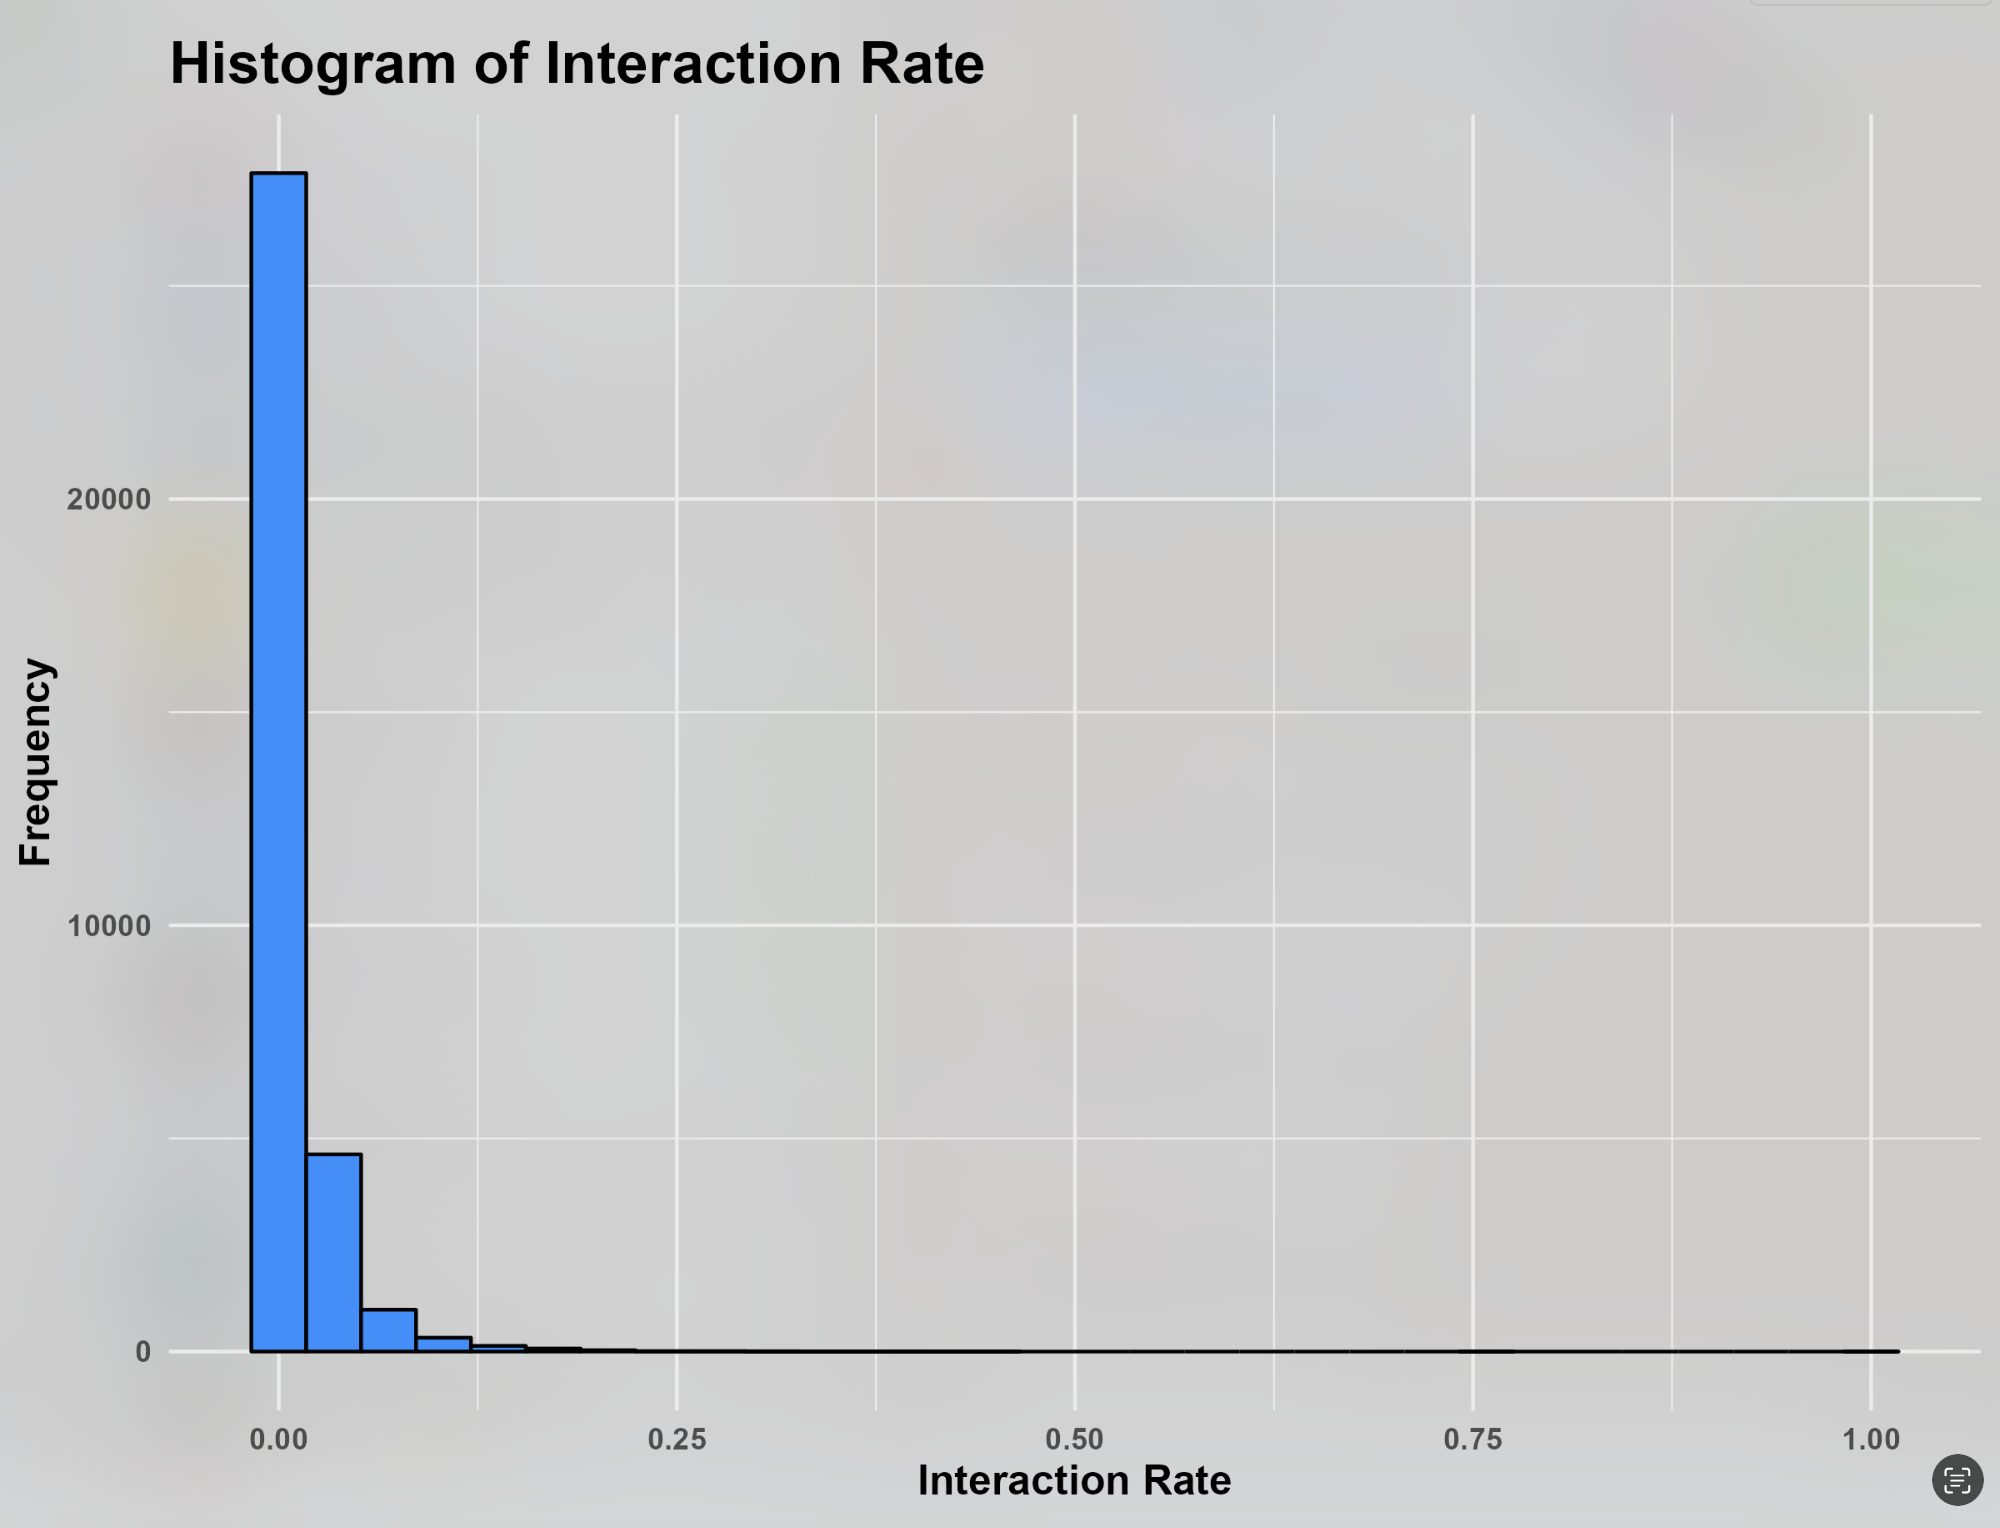 Histogram of Interaction Rate
20000
10000
0
Frequency
0.00 0.25 0.50 0.75 1.00
Interaction Rate